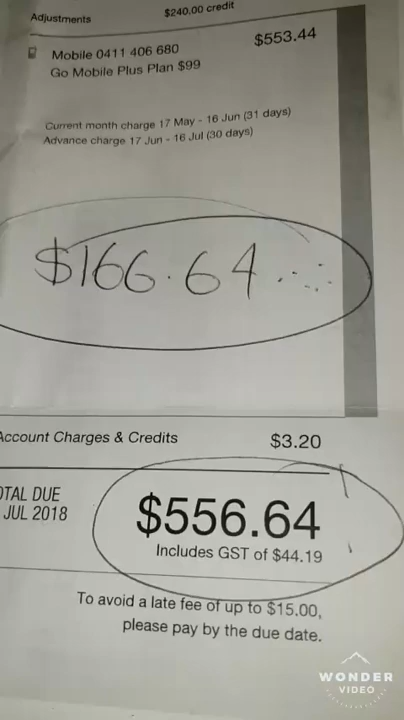 Adjustments $240.00 credit
Mobile 0411 406 680 $553.44
Go Mobile Plus Plan $99
Current month charge 17 May - 16 Jun (31 days)
Advance charge 17 Jun - 16 Jul (30 days)
$166.64
Account Charges & Credits $3.20
OTAL DUE
JUL 2018
$556.64
Includes GST of $44.19
To avoid a late fee of up to $15.00,
please pay by the due date.
WONDER
VIDEO